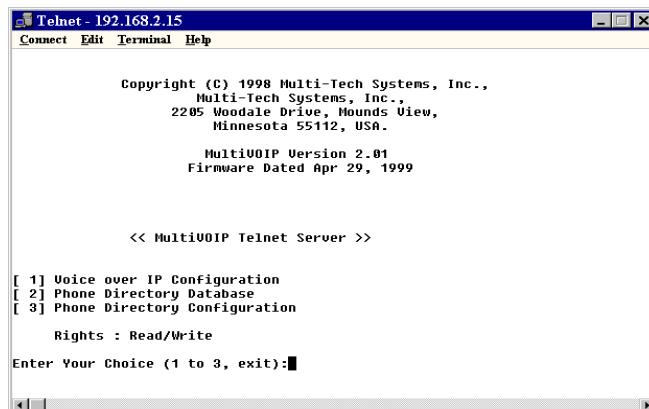 Telnet - 192.168.2.15
Connect Edit Terminal Help
Copyright (C) 1998 Multi-Tech Systems, Inc.,
Multi-Tech Systems, Inc.,
2205 Woodale Drive, Mounds View,
Minnesota 55112, USA.
MultiVOIP Version 2.01
Firmware Dated Apr 29, 1999
<< MultiVOIP Telnet Server >>
[ 1] Voice over IP Configuration
[ 2] Phone Directory Database
[ 3] Phone Directory Configuration
Rights : Read/Write
Enter Your Choice (1 to 3, exit):